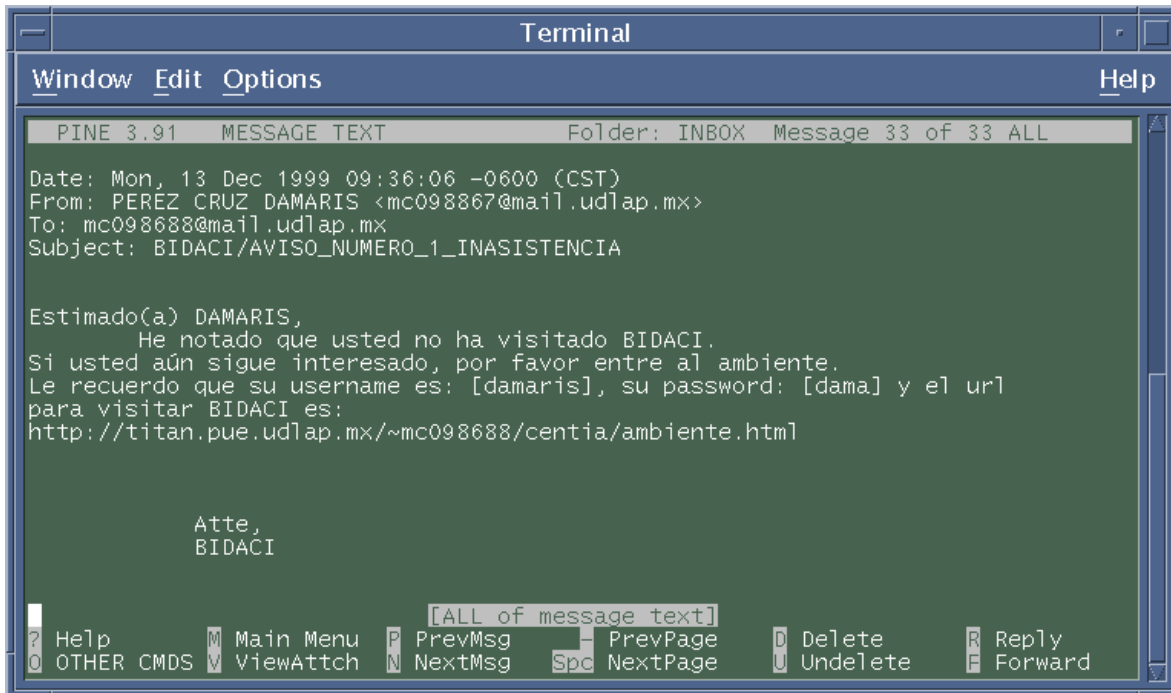 Terminal
Window Edit Options Help
PINE 3.91 MESSAGE TEXT Folder: INBOX Message 33 of 33 ALL
Date: Mon, 13 Dec 1999 09:36:06 -0600 (CST)
From: PEREZ CRUZ DAMARIS <mc098867@mail.udlap.mx>
To: mc098688@mail.udlap.mx
Subject: BIDACI/AVISO_NUMERO_1_INASISTENCIA
Estimado(a) DAMARIS,
He notado que usted no ha visitado BIDACI.
Si usted aún sigue interesado, por favor entre al ambiente.
Le recuerdo que su username es: [damaris], su password: [dama] y el url
para visitar BIDACI es:
http://titan.pue.udlap.mx/~mc098688/centia/ambiente.html
Atte,
BIDACI
[ALL of message text]
? Help M Main Menu P PrevMsg - PrevPage D Delete R Reply
O OTHER CMDS V ViewAttch N NextMsg Spc NextPage U Undelete F Forward